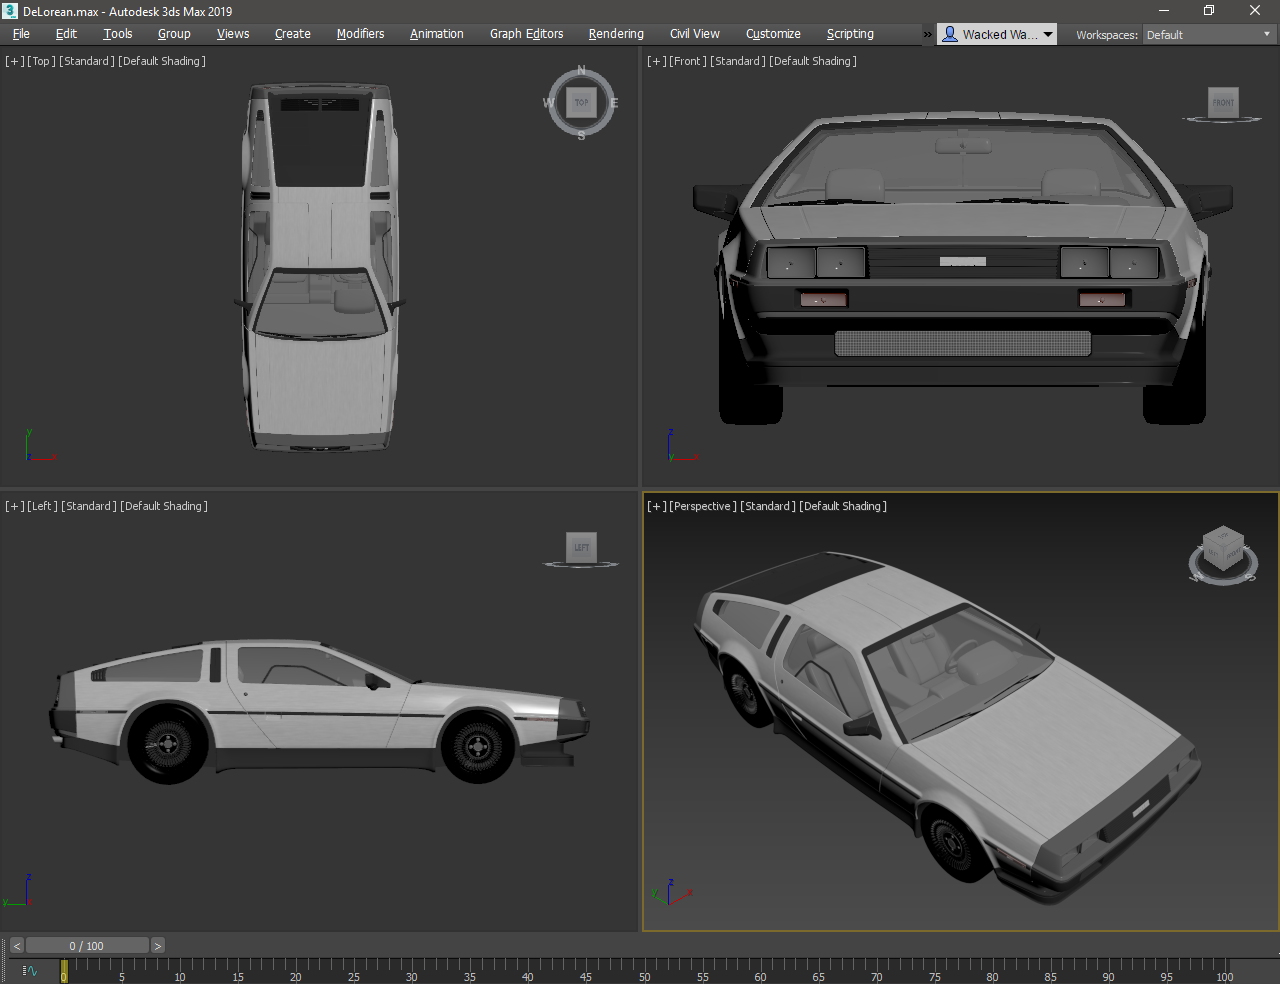 DeLorean.max - Autodesk 3ds Max 2019
File Edit Tools Group Views Create Modifiers Animation Graph Editors Rendering Civil View Customize Scripting » Wacked Wa... Workspaces: Default
[+] [Top] [Standard] [Default Shading]
N
W TOP E
S
[+] [Front] [Standard] [Default Shading]
FRONT
y
z x
z
y x
[+] [Left] [Standard] [Default Shading]
LEFT
[+] [Perspective] [Standard] [Default Shading]
W S
z
y x
z
y x
< 0 / 100 >
0 5 10 15 20 25 30 35 40 45 50 55 60 65 70 75 80 85 90 95 100